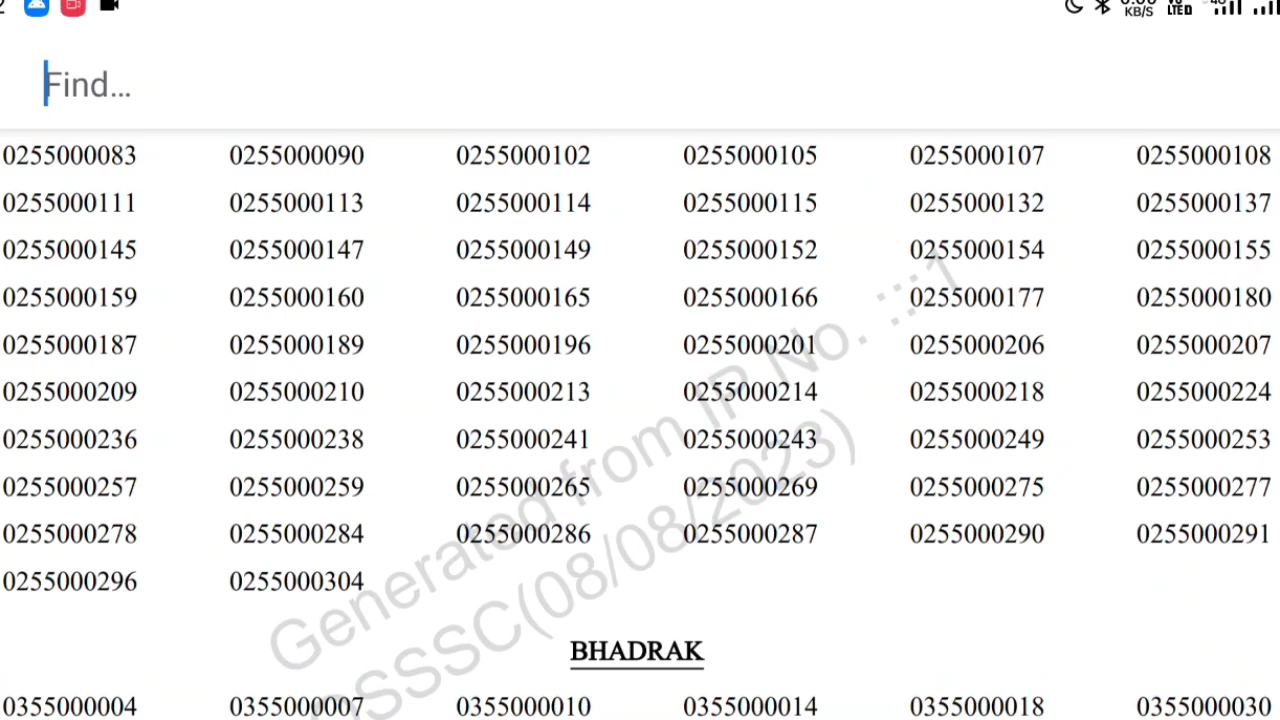 Find...
0255000083 0255000090 0255000102 0255000105 0255000107 0255000108
0255000111 0255000113 0255000114 0255000115 0255000132 0255000137
0255000145 0255000147 0255000149 0255000152 0255000154 0255000155
0255000159 0255000160 0255000165 0255000166 0255000177 0255000180
0255000187 0255000189 0255000196 0255000201 0255000206 0255000207
0255000209 0255000210 0255000213 0255000214 0255000218 0255000224
0255000236 0255000238 0255000241 0255000243 0255000249 0255000253
0255000257 0255000259 0255000265 0255000269 0255000275 0255000277
0255000278 0255000284 0255000286 0255000287 0255000290 0255000291
0255000296 0255000304
Generated from IP No. :::1
OSSSC(08/08/2023)
BHADRAK
0355000004 0355000007 0355000010 0355000014 0355000018 0355000030